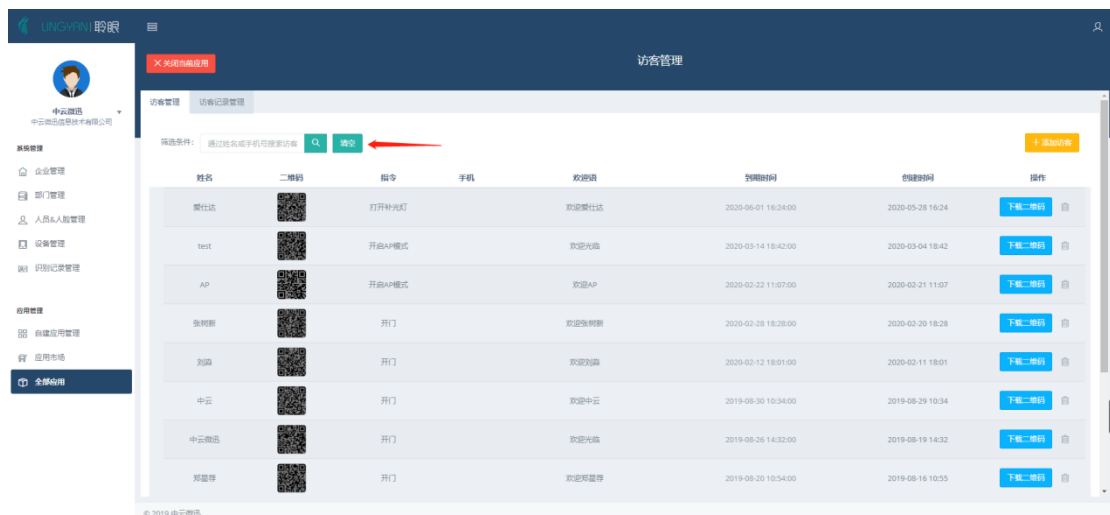 LINGYAN 聆眼
× 关闭当前应用
访客管理
中云微迅
中云微迅信息技术有限公司
系统管理
企业管理
部门管理
人员&人脸管理
设备管理
识别记录管理
应用管理
自建应用管理
应用市场
全部应用
访客管理 访客记录管理
筛选条件: 通过姓名或手机号搜索访客 清空 + 添加访客
姓名 二维码 指令 手机 欢迎语 到期时间 创建时间 操作
爱仕达 打开补光灯 欢迎爱仕达 2020-06-01 16:24:00 2020-05-28 16:24 下载二维码
test 开启AP模式 欢迎光临 2020-03-14 18:42:00 2020-03-04 18:42 下载二维码
AP 开启AP模式 欢迎AP 2020-02-22 11:07:00 2020-02-21 11:07 下载二维码
张树新 开门 欢迎张树新 2020-02-28 18:28:00 2020-02-20 18:28 下载二维码
刘淼 开门 欢迎刘淼 2020-02-12 18:01:00 2020-02-11 18:01 下载二维码
中云 开门 欢迎中云 2019-08-30 10:34:00 2019-08-29 10:34 下载二维码
中云微迅 开门 欢迎光临 2019-08-26 14:32:00 2019-08-19 14:32 下载二维码
郑星荐 开门 欢迎郑星荐 2019-08-20 10:54:00 2019-08-16 10:55 下载二维码
© 2019 中云微迅